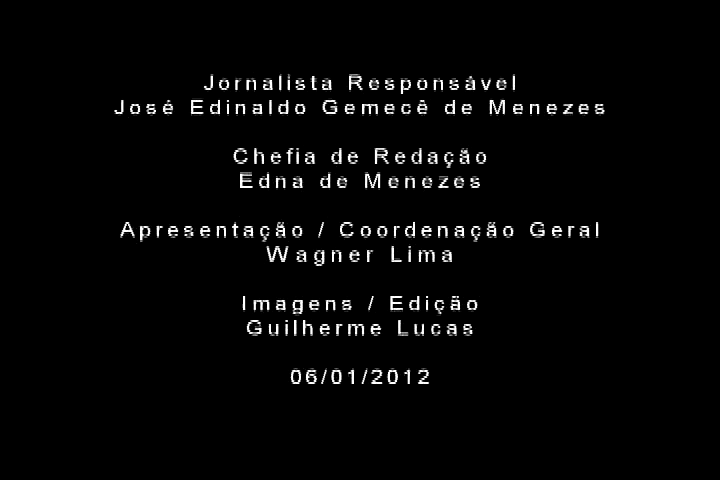 Jornalista Responsável
José Edinaldo Gemecê de Menezes
Chefia de Redação
Edna de Menezes
Apresentação / Coordenação Geral
Wagner Lima
Imagens / Edição
Guilherme Lucas
06/01/2012